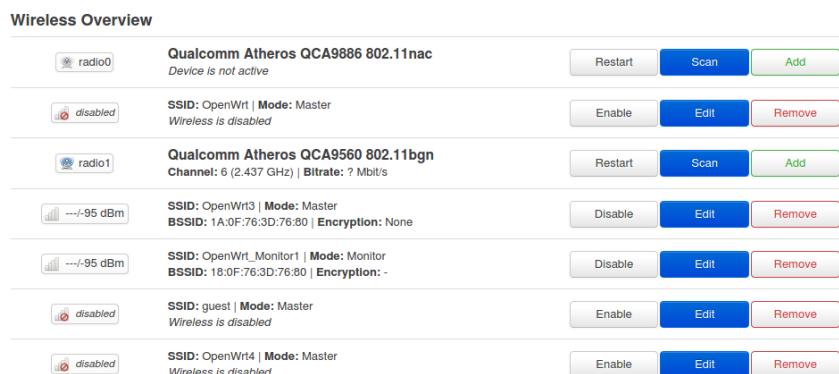 Wireless Overview
radio0 Qualcomm Atheros QCA9886 802.11nac Restart Scan Add
Device is not active
disabled SSID: OpenWrt | Mode: Master Enable Edit Remove
Wireless is disabled
radio1 Qualcomm Atheros QCA9560 802.11bgn Restart Scan Add
Channel: 6 (2.437 GHz) | Bitrate: ? Mbit/s
---/-95 dBm SSID: OpenWrt3 | Mode: Master Disable Edit Remove
BSSID: 1A:0F:76:3D:76:80 | Encryption: None
---/-95 dBm SSID: OpenWrt_Monitor1 | Mode: Monitor Disable Edit Remove
BSSID: 18:0F:76:3D:76:80 | Encryption: -
disabled SSID: guest | Mode: Master Enable Edit Remove
Wireless is disabled
disabled SSID: OpenWrt4 | Mode: Master Enable Edit Remove
Wireless is disabled